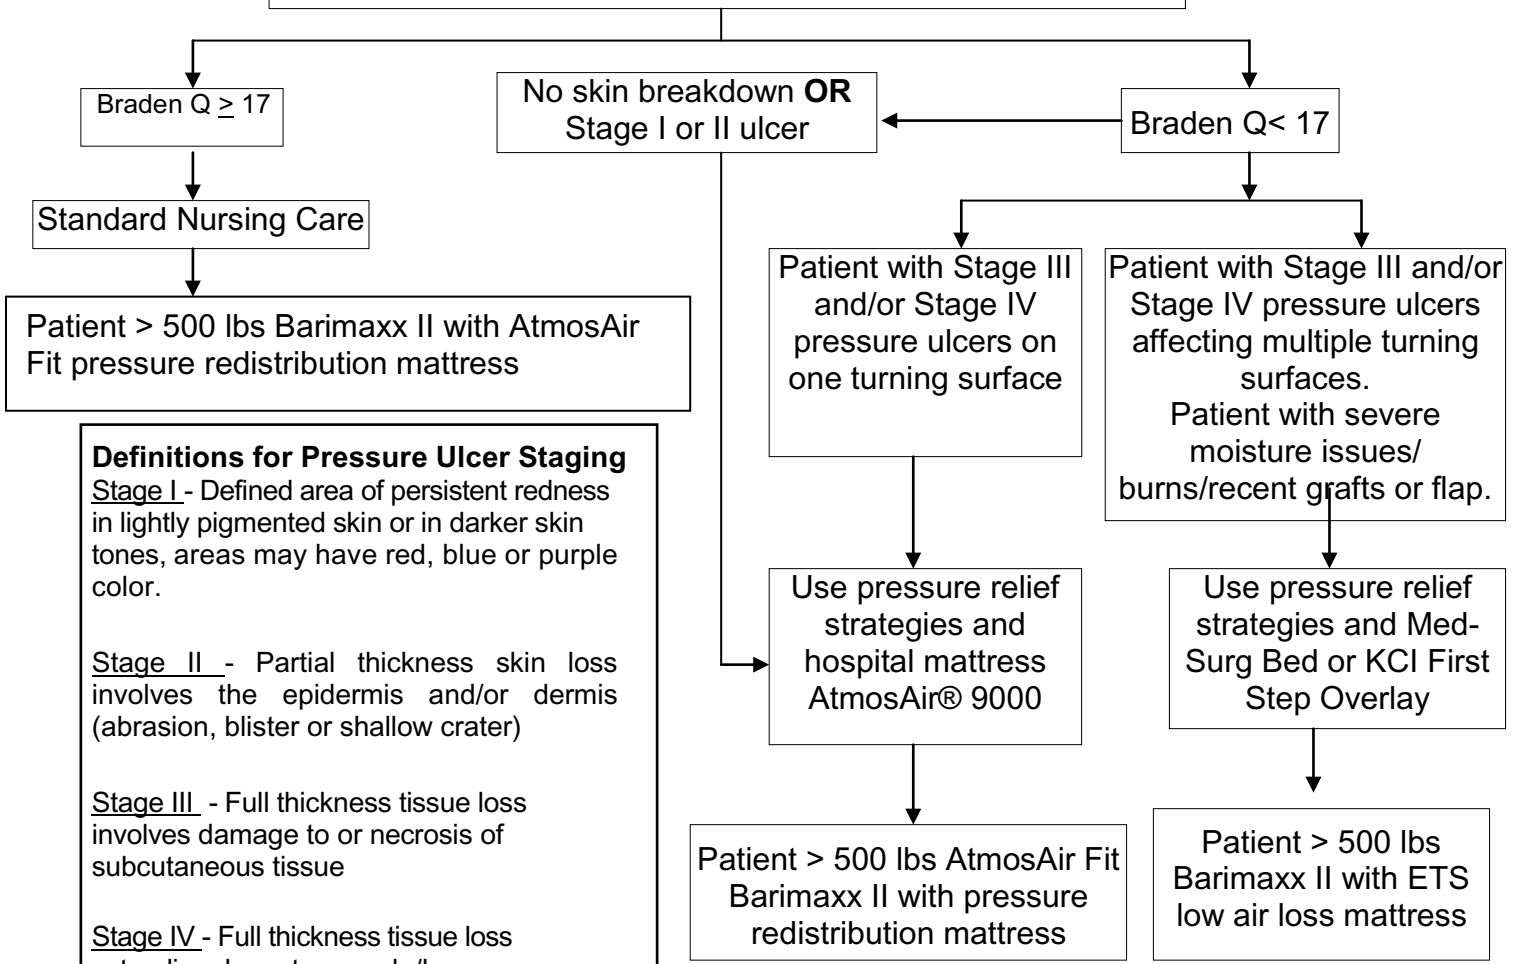 Braden Q ≥ 17
No skin breakdown OR
Stage I or II ulcer
Braden Q< 17
Standard Nursing Care
Patient > 500 lbs Barimaxx II with AtmosAir
Fit pressure redistribution mattress
Patient with Stage III
and/or Stage IV
pressure ulcers on
one turning surface
Patient with Stage III and/or
Stage IV pressure ulcers
affecting multiple turning
surfaces.
Patient with severe
moisture issues/
burns/recent grafts or flap.
Definitions for Pressure Ulcer Staging
Stage I - Defined area of persistent redness
in lightly pigmented skin or in darker skin
tones, areas may have red, blue or purple
color.
Stage II - Partial thickness skin loss
involves the epidermis and/or dermis
(abrasion, blister or shallow crater)
Stage III - Full thickness tissue loss
involves damage to or necrosis of
subcutaneous tissue
Stage IV - Full thickness tissue loss
Use pressure relief
strategies and
hospital mattress
AtmosAir® 9000
Use pressure relief
strategies and Med-
Surg Bed or KCI First
Step Overlay
Patient > 500 lbs AtmosAir Fit
Barimaxx II with pressure
redistribution mattress
Patient > 500 lbs
Barimaxx II with ETS
low air loss mattress